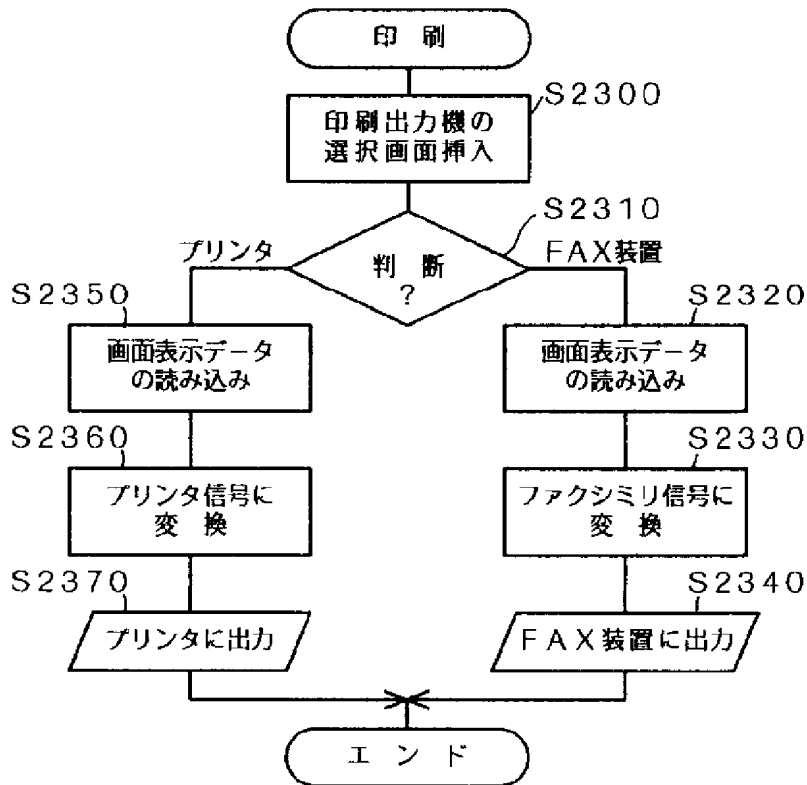 印刷
S2300
印刷出力機の
選択画面挿入
S2310
プリンタ
判断
?
FAX装置
S2350
画面表示データ
の読み込み
S2320
画面表示データ
の読み込み
S2360
プリンタ信号に
変換
S2330
ファクシミリ信号に
変換
S2370
プリンタに出力
S2340
FAX装置に出力
エンド